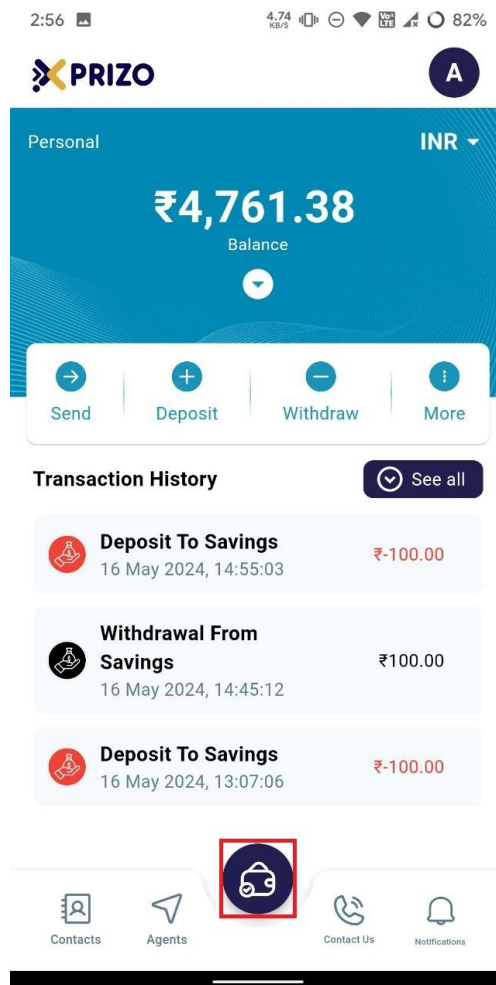 2:56 4.74 KB/S Vo LTE 82%
PRIZO A
Personal INR
₹4,761.38
Balance
Send Deposit Withdraw More
Transaction History See all
Deposit To Savings
16 May 2024, 14:55:03
₹-100.00
Withdrawal From
Savings
16 May 2024, 14:45:12
₹100.00
Deposit To Savings
16 May 2024, 13:07:06
₹-100.00
Contacts Agents Contact Us Notifications